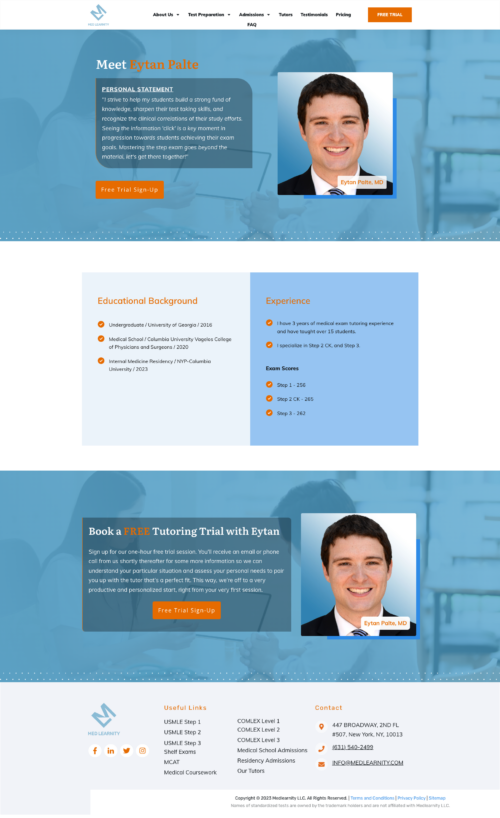 About Us
Test Preparation
Admissions
Tutors
Testimonials
Pricing
FREE TRIAL
MED LEARNITY
FAQ
Meet Eytan Palte
PERSONAL STATEMENT
"I strive to help my students build a strong fund of
knowledge, sharpen their test taking skills, and
recognize the clinical correlations of their study efforts.
Seeing the information 'click' is a key moment in
progression towards students achieving their exam
goals. Mastering the step exam goes beyond the
material, let's get there together!"
Eytan Palte, MD
Free Trial Sign-Up
Educational Background
Undergraduate / University of Georgia / 2016
Medical School / Columbia University Vagelos College
of Physicians and Surgeons / 2020
Internal Medicine Residency / NYP-Columbia
University / 2023
Experience
I have 3 years of medical exam tutoring experience
and have taught over 15 students.
I specialize in Step 2 CK, and Step 3.
Exam Scores
Step 1 - 256
Step 2 CK - 265
Step 3 - 262
Book a FREE Tutoring Trial with Eytan
Sign up for our one-hour free trial session. You'll receive an email or phone
call from us shortly thereafter for some more information so we can
understand your particular situation and assess your personal needs to pair
you up with the tutor that's a perfect fit. This way, we're off to a very
productive and personalized start, right from your very first session.
Free Trial Sign-Up
Eytan Palte, MD
MED LEARNITY
Useful Links
USMLE Step 1
USMLE Step 2
USMLE Step 3
Shelf Exams
MCAT
Medical Coursework
COMLEX Level 1
COMLEX Level 2
COMLEX Level 3
Medical School Admissions
Residency Admissions
Our Tutors
Contact
447 BROADWAY, 2ND FL
#507, New York, NY, 10013
(631) 540-2499
INFO@MEDLEARNITY.COM
Copyright © 2023 Medlearnity LLC. All Rights Reserved. | Terms and Conditions | Privacy Policy | Sitemap
Names of standardized tests are owned by the trademark holders and are not affiliated with Medlearnity LLC.